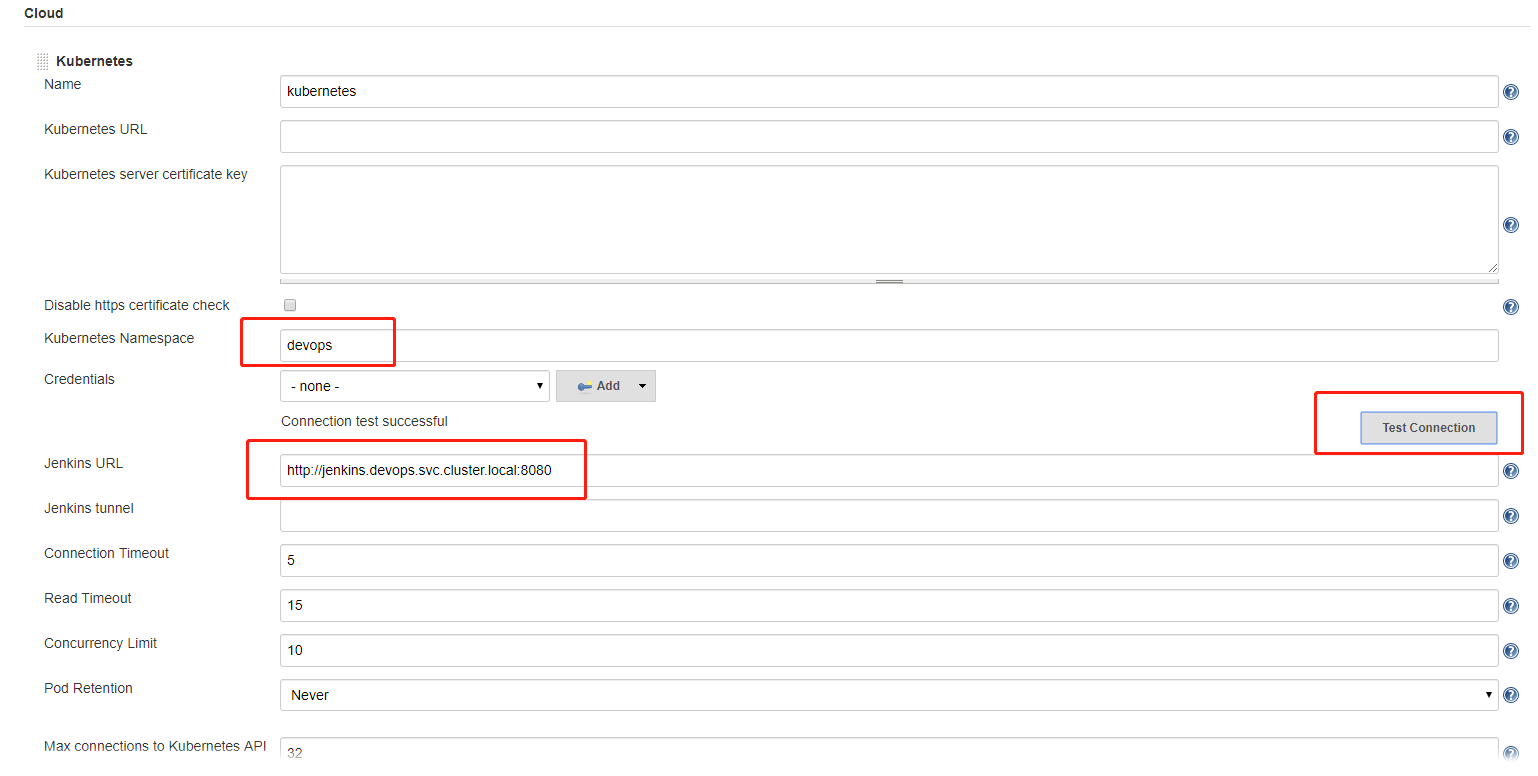 Cloud
Kubernetes
Name
kubernetes
Kubernetes URL
Kubernetes server certificate key
Disable https certificate check
Kubernetes Namespace
devops
Credentials
- none -
Add
Connection test successful
Test Connection
Jenkins URL
http://jenkins.devops.svc.cluster.local:8080
Jenkins tunnel
Connection Timeout
5
Read Timeout
15
Concurrency Limit
10
Pod Retention
Never
Max connections to Kubernetes API
32